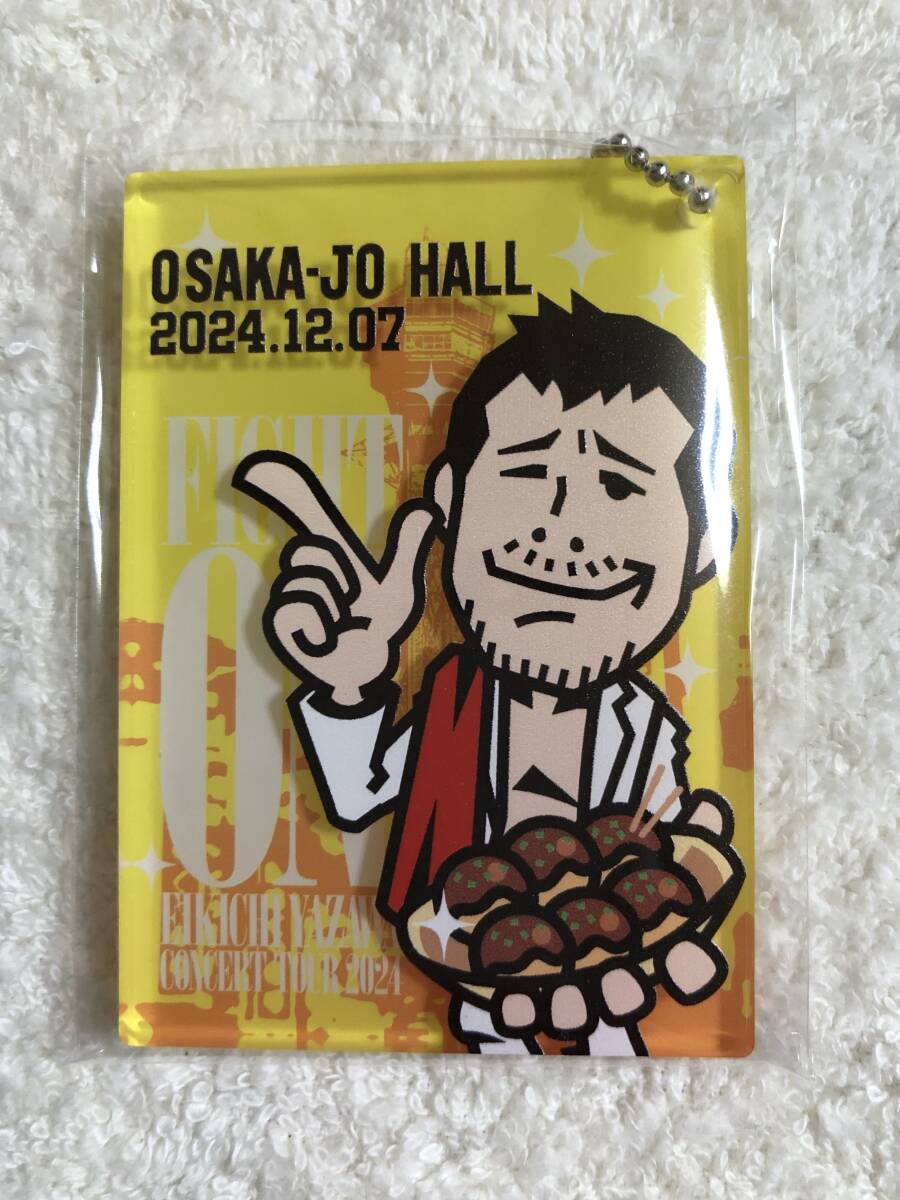 OSAKA-JO HALL
2024.12.07
FIGHT
ON
EIKICHI YAZAWA
CONCERT TOUR 2024